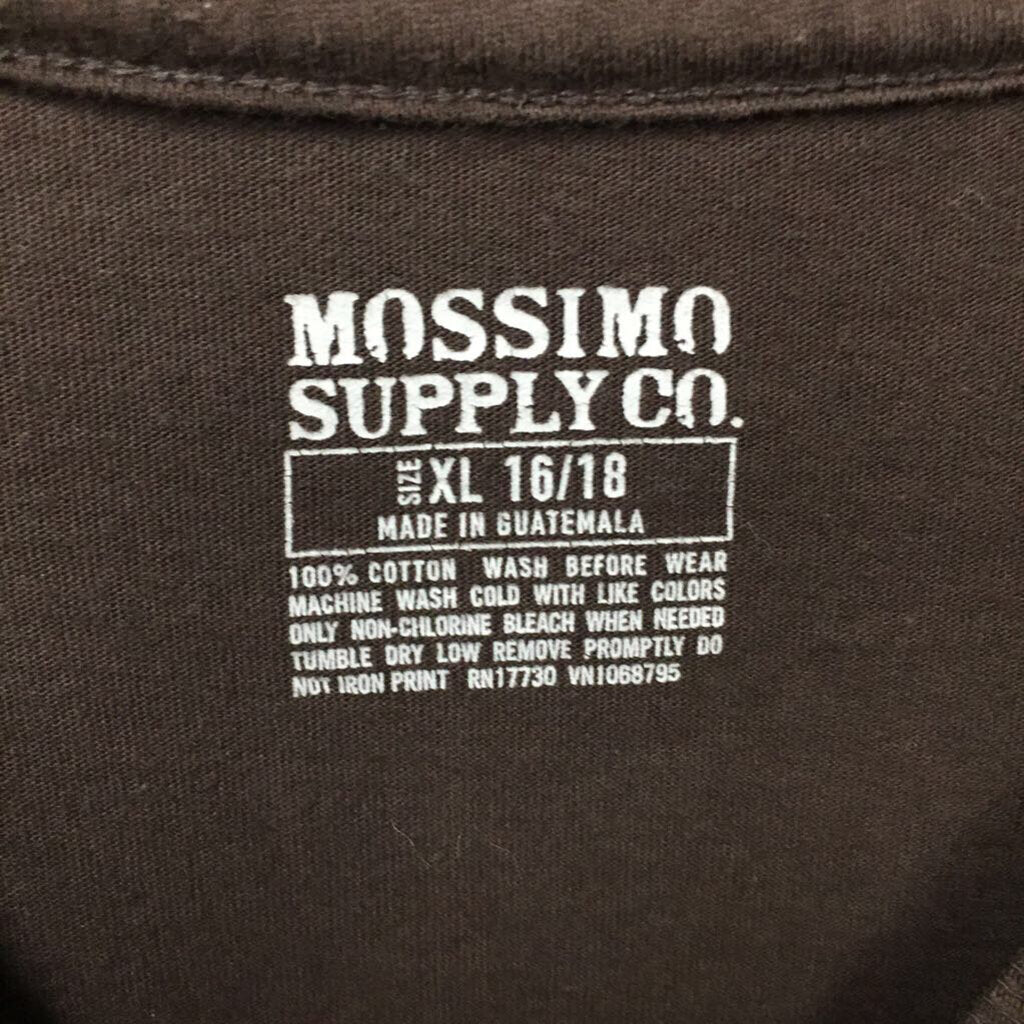 MOSSIMO
SUPPLY CO.
SIZE XL 16/18
MADE IN GUATEMALA
100% COTTON WASH BEFORE WEAR
MACHINE WASH COLD WITH LIKE COLORS
ONLY NON-CHLORINE BLEACH WHEN NEEDED
TUMBLE DRY LOW REMOVE PROMPTLY DO
NOT IRON PRINT RN17730 VN1068795